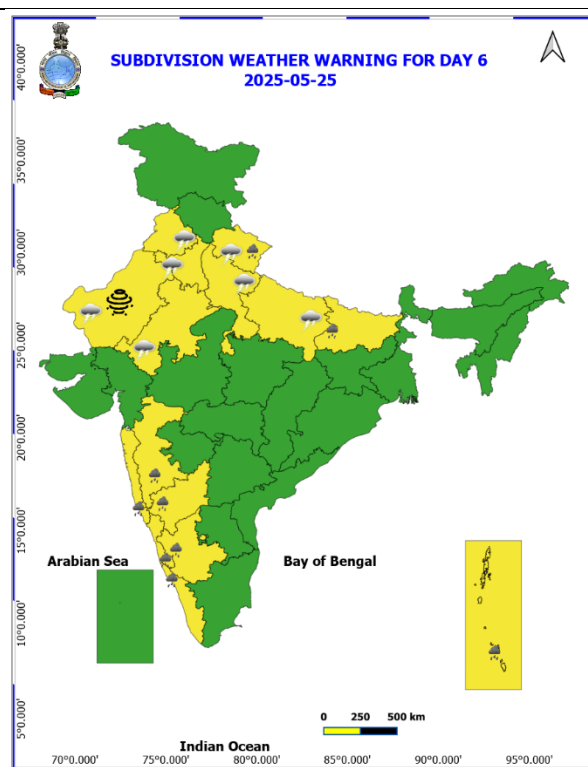 SUBDIVISION WEATHER WARNING FOR DAY 6
2025-05-25
40°0.000'
35°0.000'
30°0.000'
25°0.000'
20°0.000'
15°0.000'
10°0.000'
5°0.000'
Arabian Sea
Bay of Bengal
0 250 500 km
Indian Ocean
70°0.000' 75°0.000' 80°0.000' 85°0.000' 90°0.000' 95°0.000'